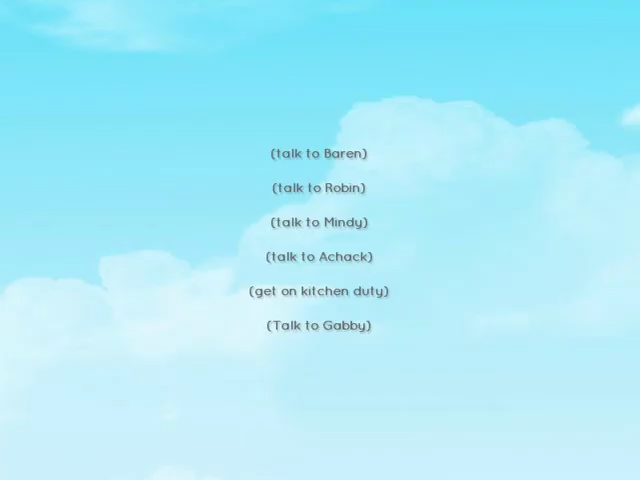 (talk to Baren)
(talk to Robin)
(talk to Mindy)
(talk to Achack)
(get on kitchen duty)
(Talk to Gabby)